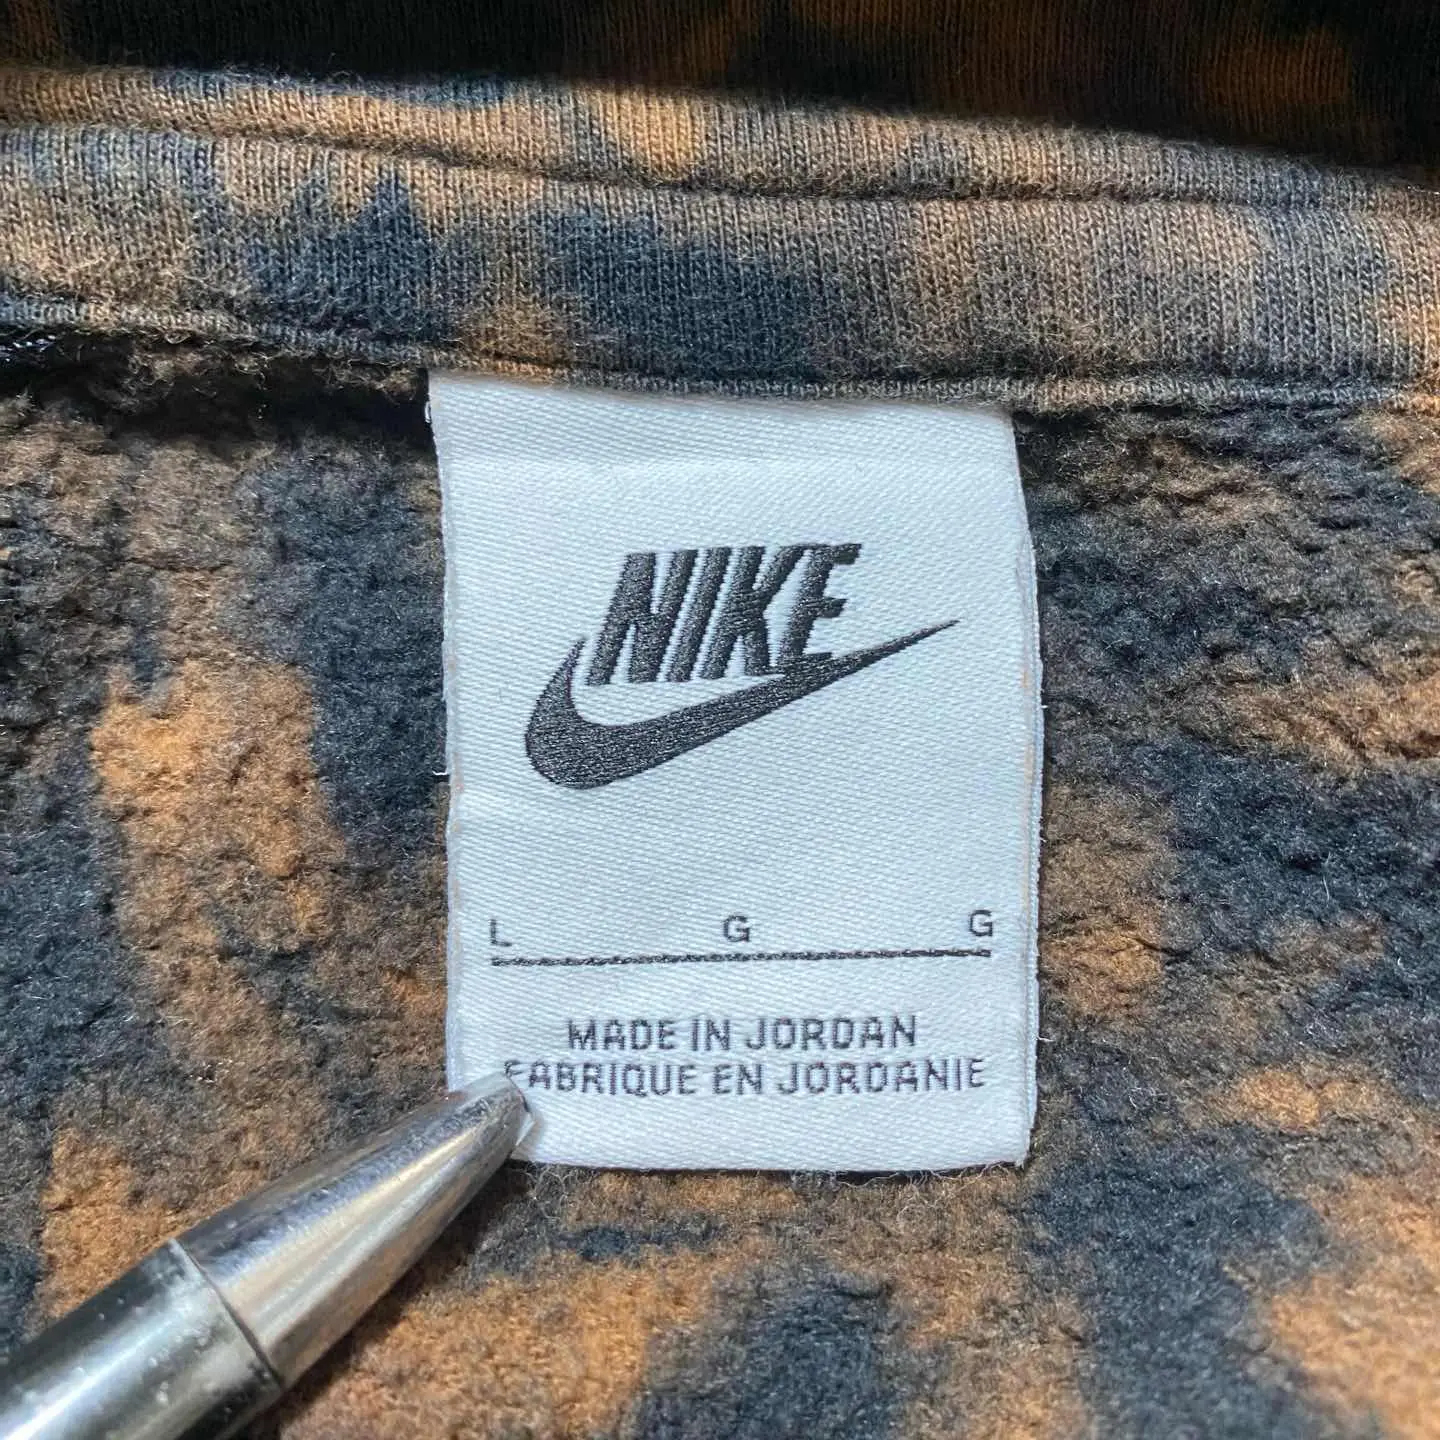 NIKE
L G G
MADE IN JORDAN
FABRIQUE EN JORDANIE